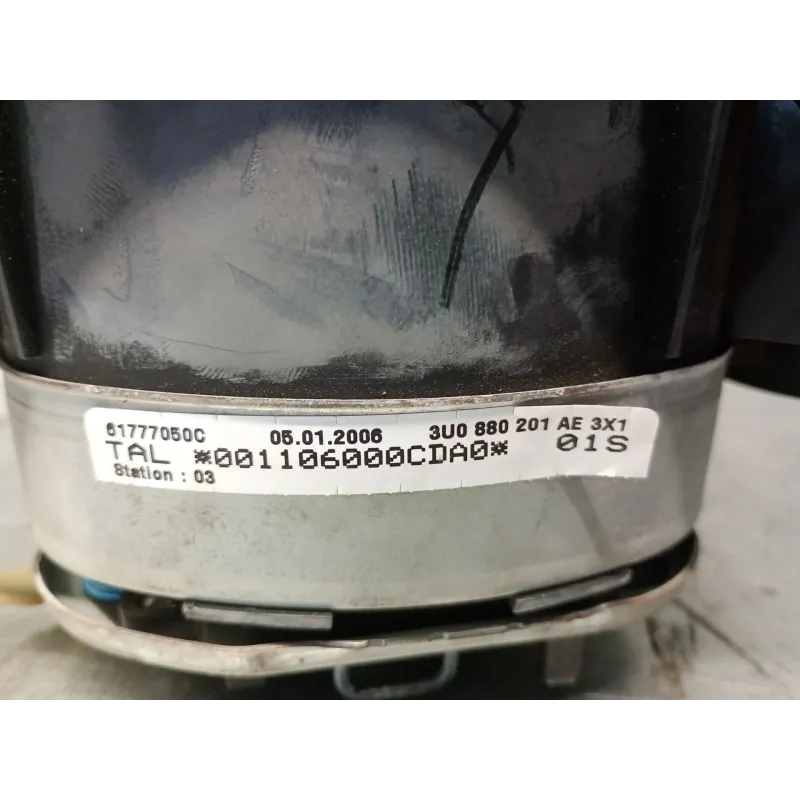 61777050C 05.01.2006 3U0 880 201 AE 3X1
TAL *001106000CDA0* 01S
Station : 03